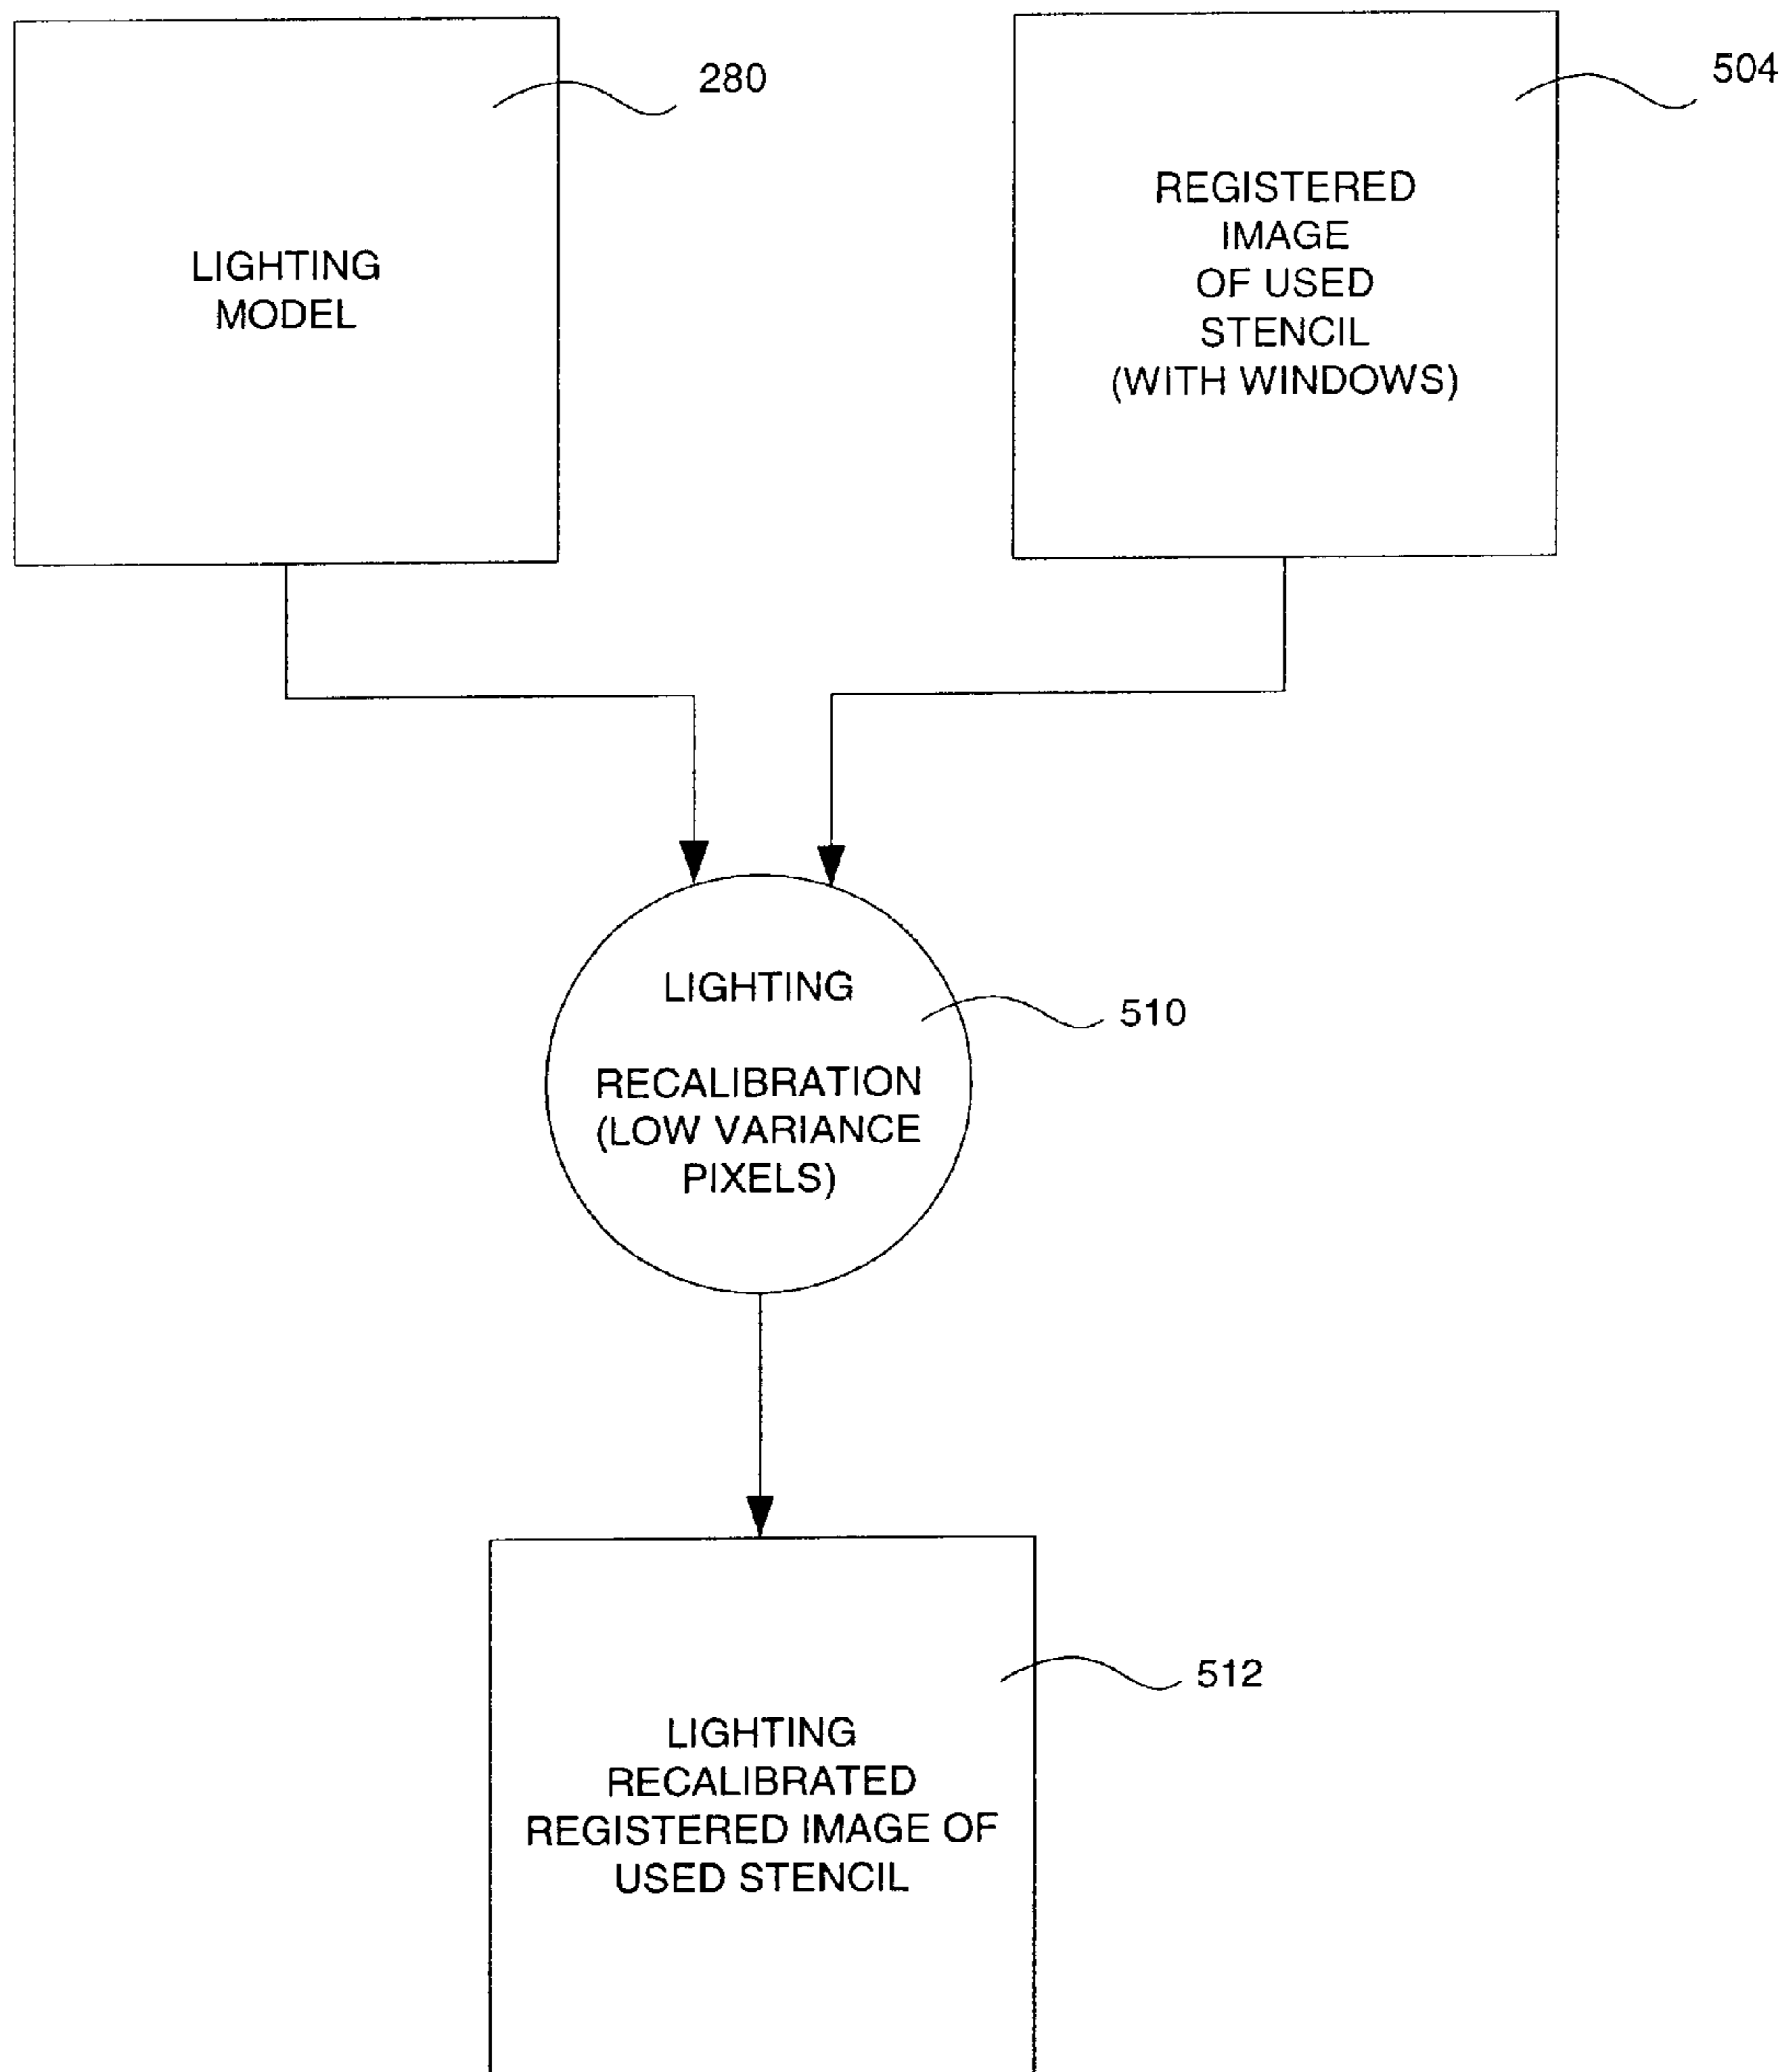 280
LIGHTING
MODEL
504
REGISTERED
IMAGE
OF USED
STENCIL
(WITH WINDOWS)
LIGHTING
RECALIBRATION
(LOW VARIANCE
PIXELS)
510
512
LIGHTING
RECALIBRATED
REGISTERED IMAGE OF
USED STENCIL